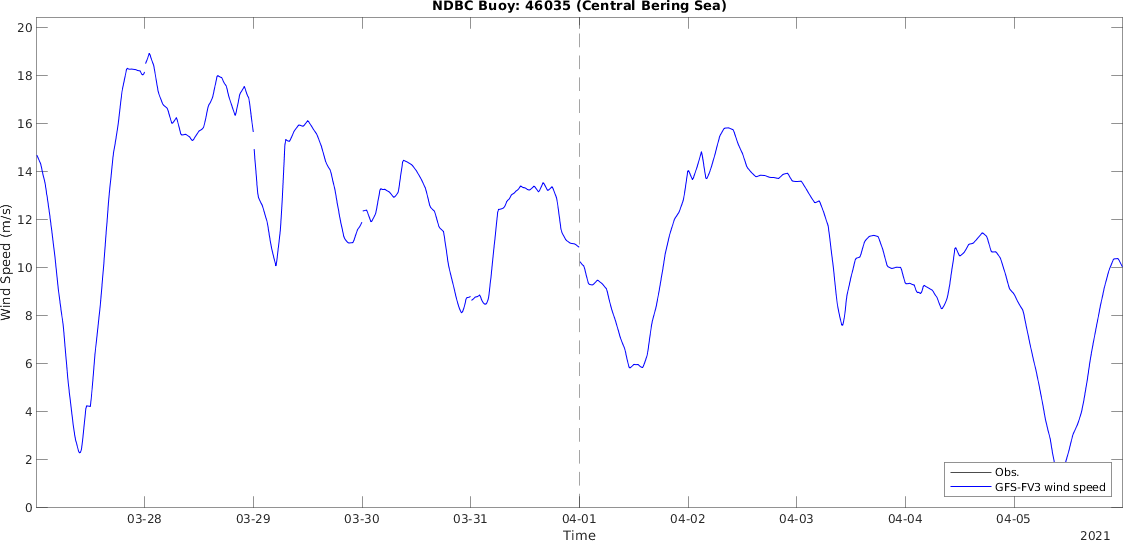 NDBC Buoy: 46035 (Central Bering Sea)
20
18
16
14
12
10
8
6
4
2
0
Wind Speed (m/s)
Obs.
GFS-FV3 wind speed
03-28 03-29 03-30 03-31 04-01 04-02 04-03 04-04 04-05
Time
2021